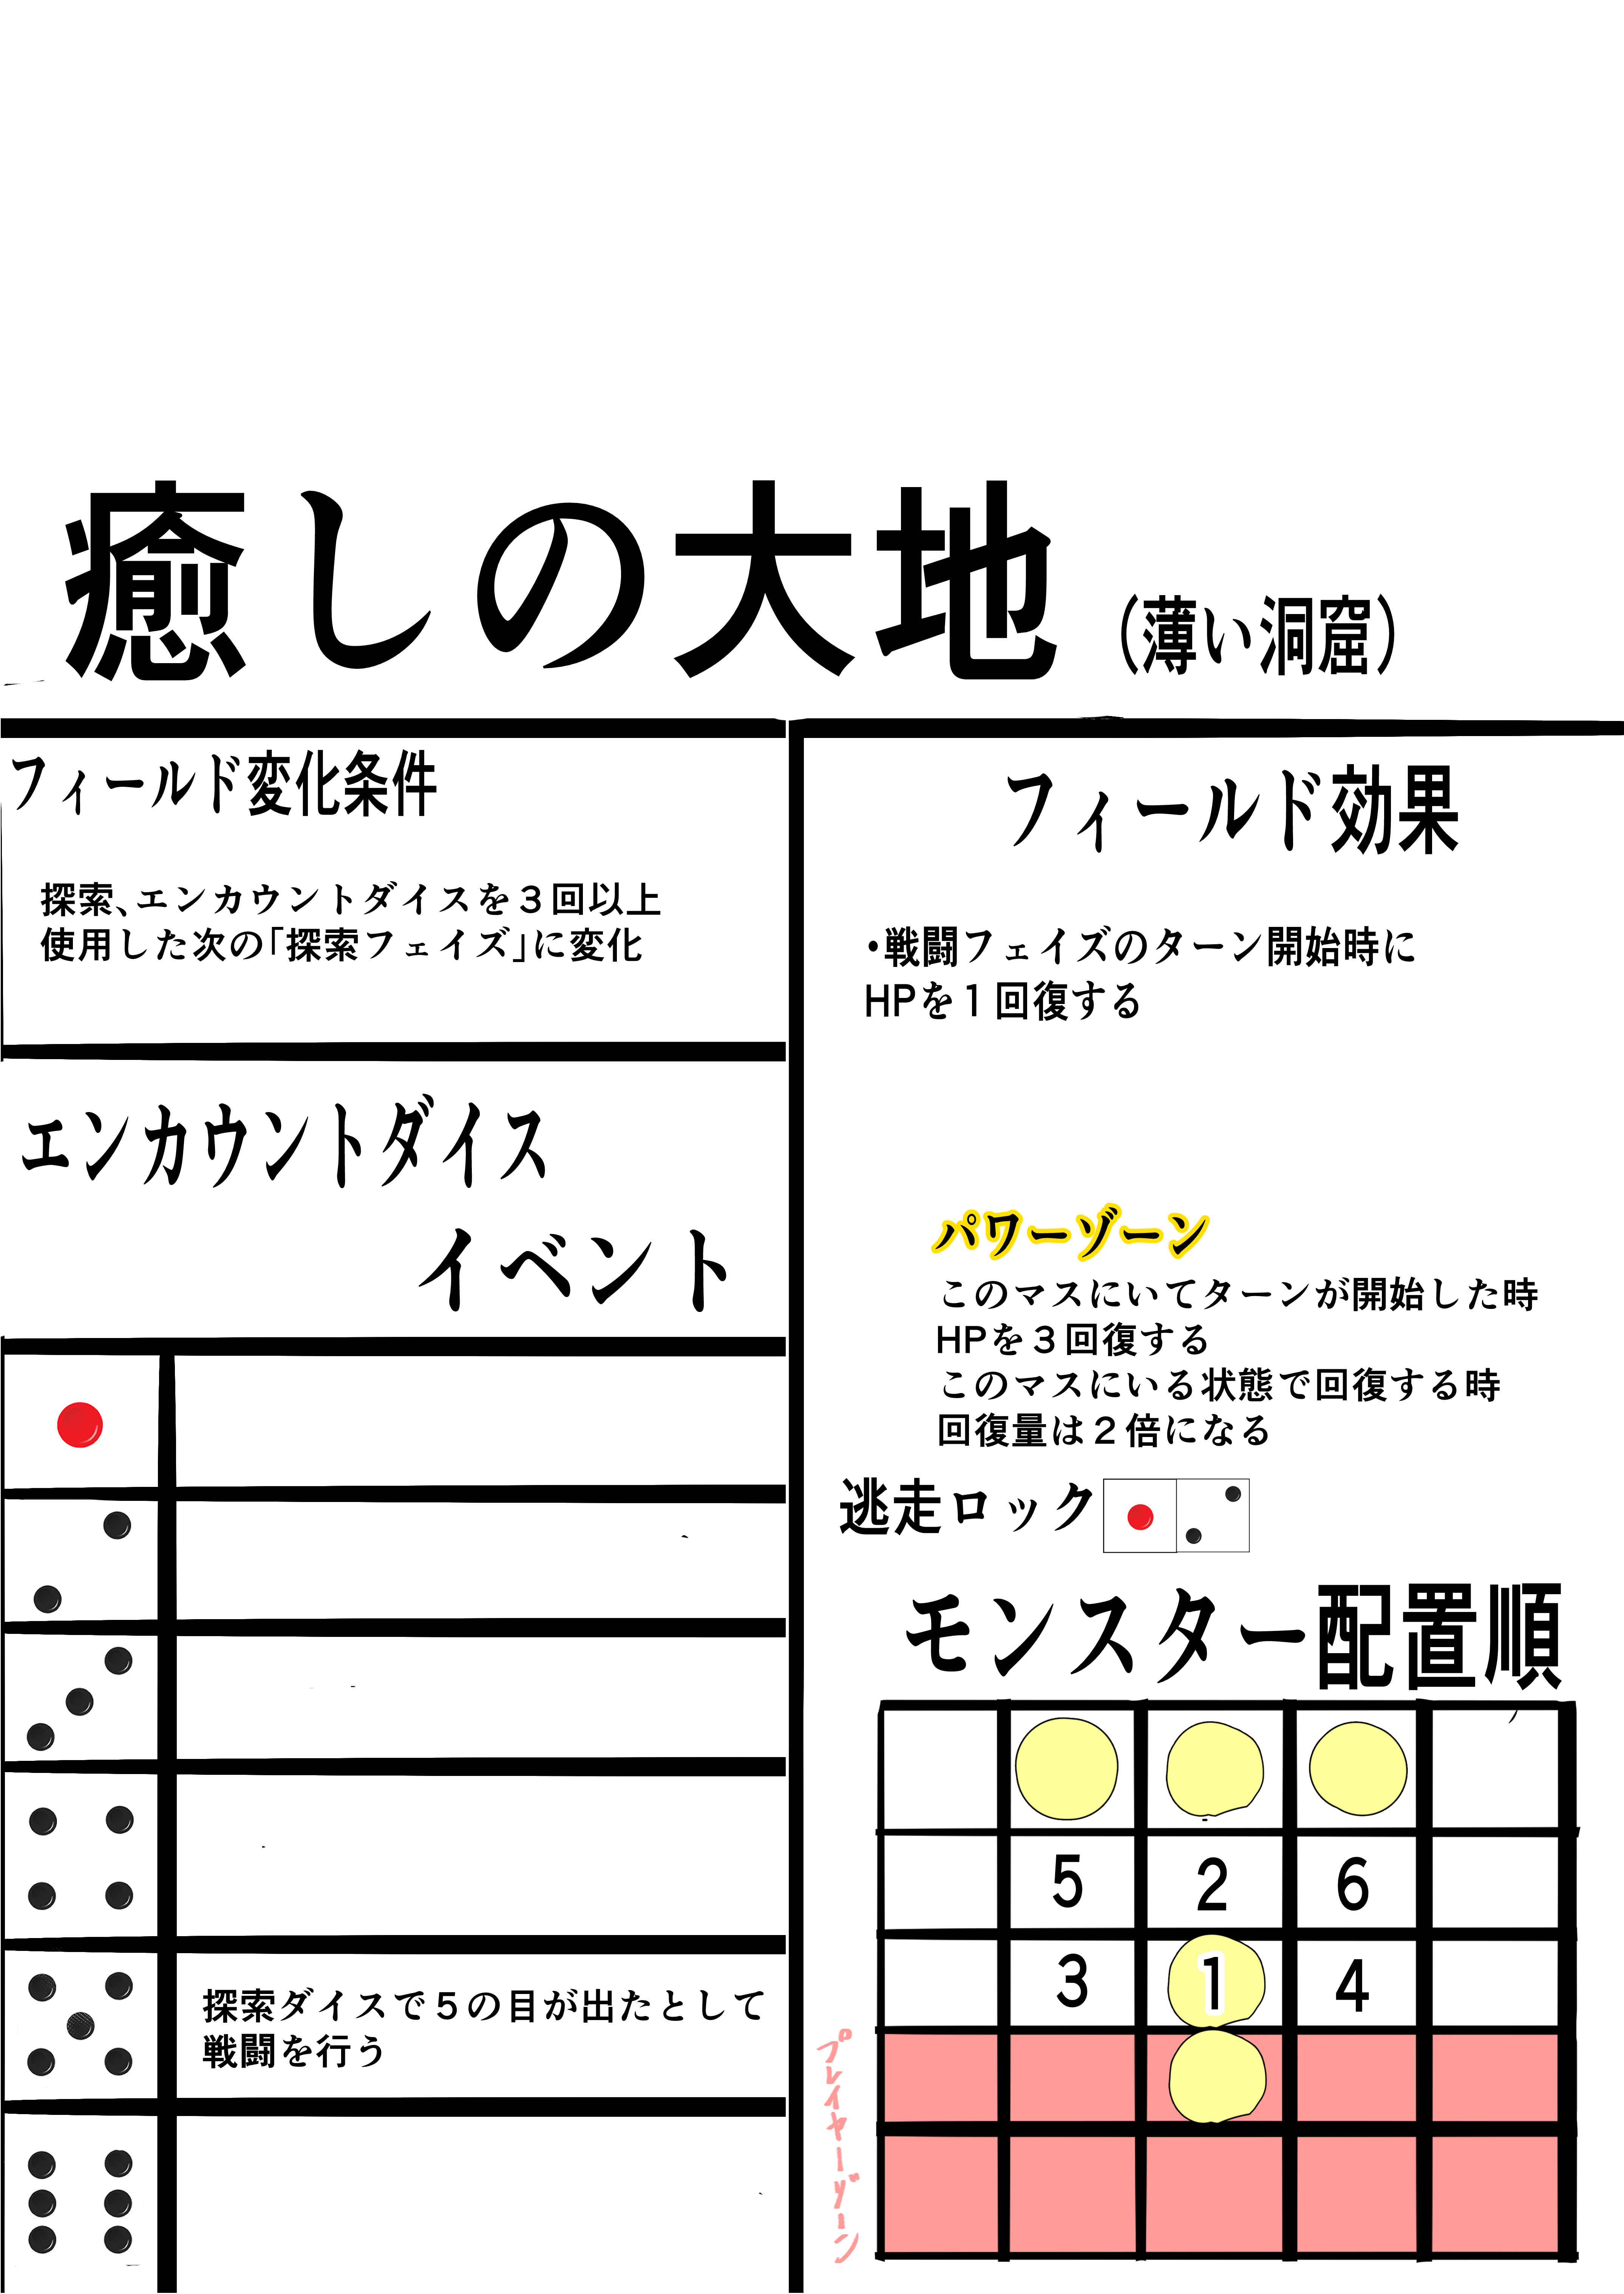 癒しの大地（薄い洞窟）
フィールド変化条件
探索、エンカウントダイスを３回以上
使用した次の「探索フェイズ」に変化
エンカウントダイス
イベント
探索ダイスで５の目が出たとして
戦闘を行う
フィールド効果
・戦闘フェイズのターン開始時に
HPを１回復する
パワーゾーン
このマスにいてターンが開始した時
HPを３回復する
このマスにいる状態で回復する時
回復量は２倍になる
逃走ロック
モンスター配置順
5 2 6
3 1 4
プレイヤーゾーン